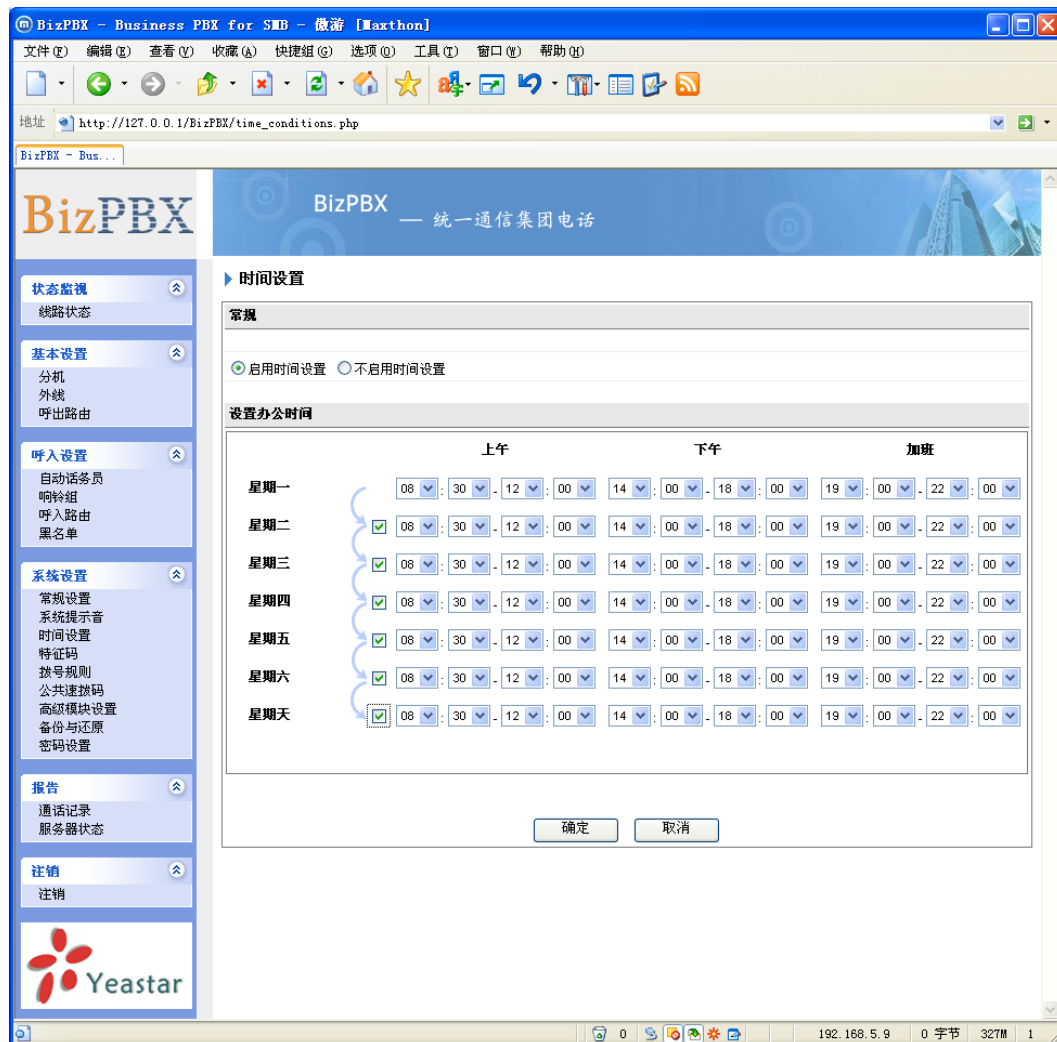 BizPBX - Business PBX for SMB - 傲游 [Maxthon]
文件(F) 编辑(E) 查看(V) 收藏(A) 快捷组(G) 选项(O) 工具(T) 窗口(W) 帮助(H)
地址 http://127.0.0.1/BizPBX/time_conditions.php
BizPBX - Bus...
BizPBX
BizPBX — 统一通信集团电话
状态监视
线路状态
基本设置
分机
外线
呼出路由
呼入设置
自动话务员
响铃组
呼入路由
黑名单
系统设置
常规设置
系统提示音
时间设置
特征码
拨号规则
公共速拨码
高级模块设置
备份与还原
密码设置
报告
通话记录
服务器状态
注销
注销
Yeastar
时间设置
常规
启用时间设置 不启用时间设置
设置办公时间
上午 下午 加班
星期一 08 : 30 - 12 : 00 14 : 00 - 18 : 00 19 : 00 - 22 : 00
星期二 08 : 30 - 12 : 00 14 : 00 - 18 : 00 19 : 00 - 22 : 00
星期三 08 : 30 - 12 : 00 14 : 00 - 18 : 00 19 : 00 - 22 : 00
星期四 08 : 30 - 12 : 00 14 : 00 - 18 : 00 19 : 00 - 22 : 00
星期五 08 : 30 - 12 : 00 14 : 00 - 18 : 00 19 : 00 - 22 : 00
星期六 08 : 30 - 12 : 00 14 : 00 - 18 : 00 19 : 00 - 22 : 00
星期天 08 : 30 - 12 : 00 14 : 00 - 18 : 00 19 : 00 - 22 : 00
确定 取消
0 192.168.5.9 0 字节 327M 1